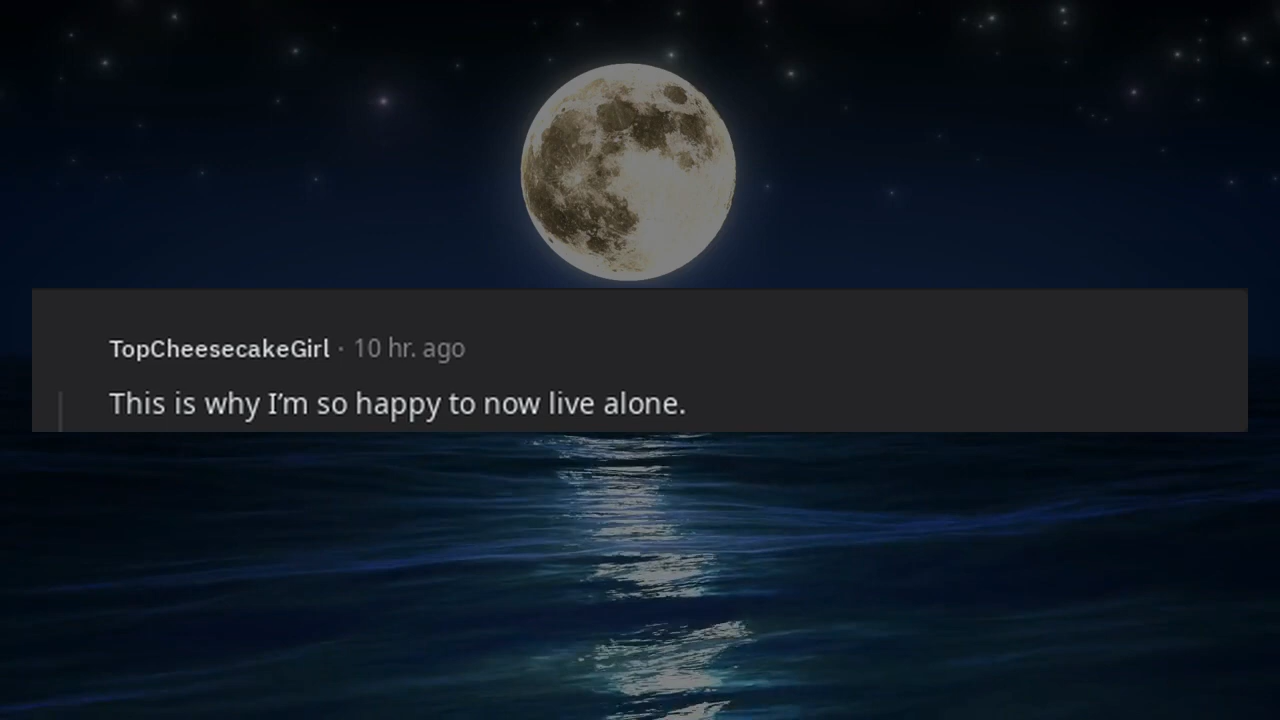 TopCheesecakeGirl · 10 hr. ago
This is why I’m so happy to now live alone.